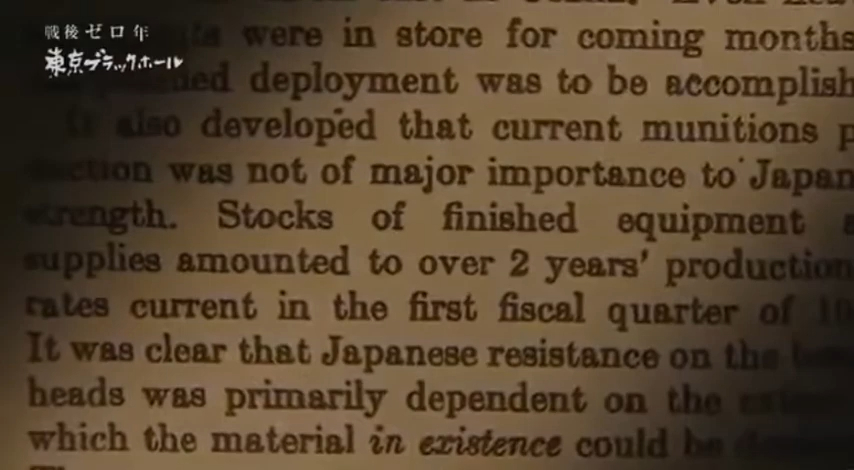 戦後ゼロ年
東京ブラックホール
were in store for coming months
deployment was to be accomplish
It also developed that current munitions p
was not of major importance to Japan
strength. Stocks of finished equipment
supplies amounted to over 2 years' production
rates current in the first fiscal quarter of
It was clear that Japanese resistance on the
heads was primarily dependent on the
which the material in existence could be